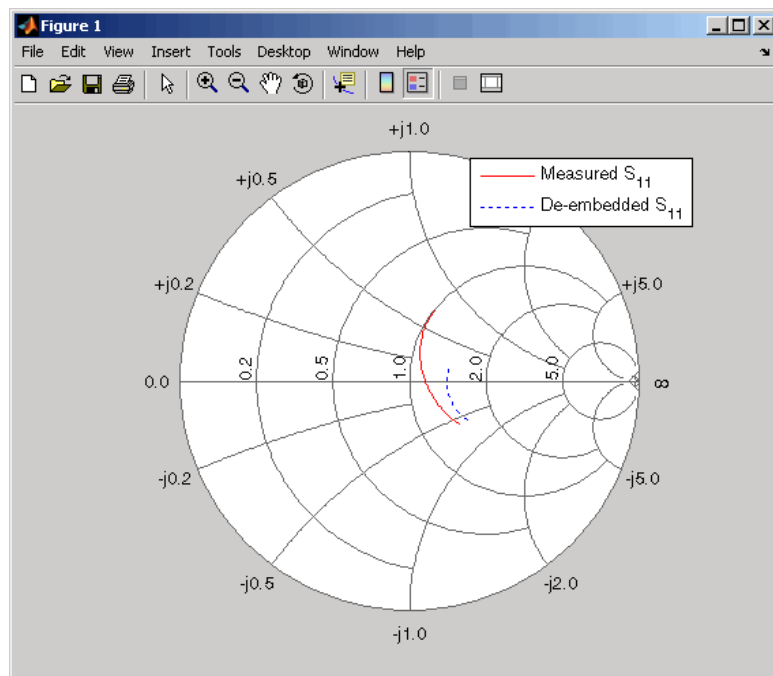 Figure 1
File Edit View Insert Tools Desktop Window Help
+j1.0
Measured S11
De-embedded S11
+j0.5
+j0.2
+j5.0
0.0
0.2
0.5
1.0
2.0
5.0
∞
-j0.2
-j5.0
-j0.5
-j2.0
-j1.0